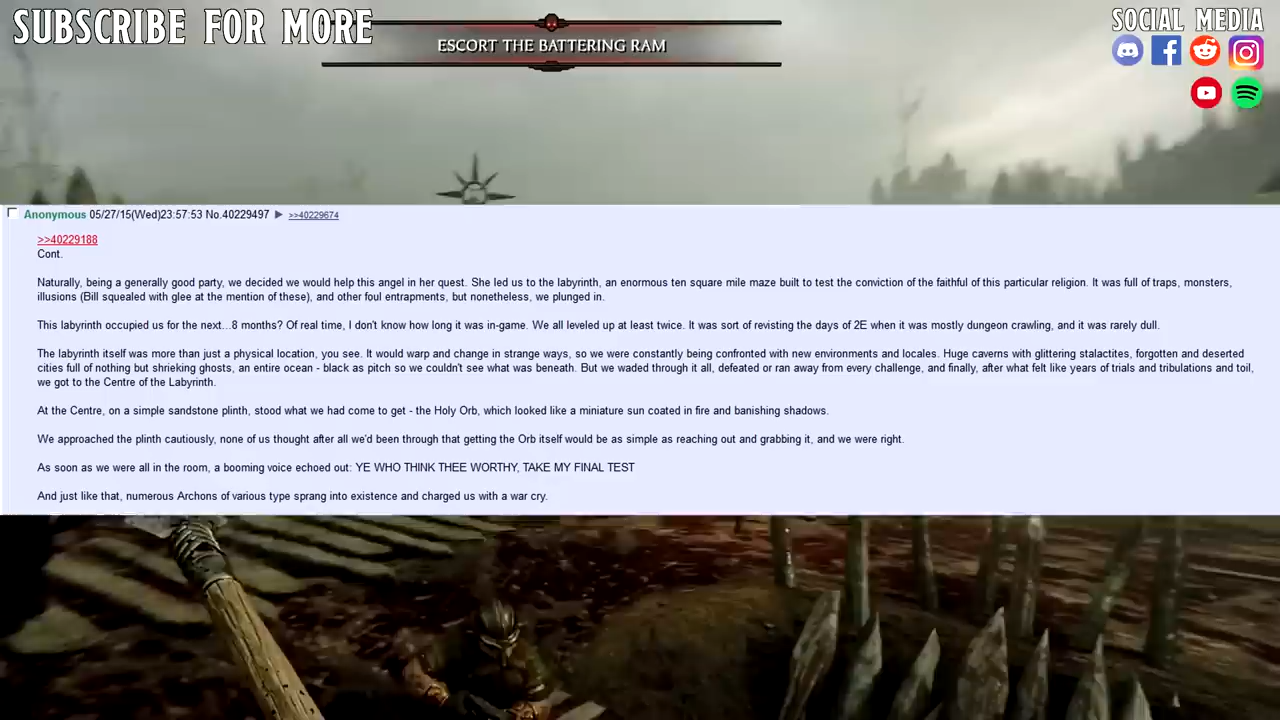 SUBSCRIBE FOR MORE
ESCORT THE BATTERING RAM
SOCIAL MEDIA
Anonymous 05/27/15(Wed)23:57:53 No.40229497 ▶ >>40229674
>>40229188
Cont.
Naturally, being a generally good party, we decided we would help this angel in her quest. She led us to the labyrinth, an enormous ten square mile maze built to test the conviction of the faithful of this particular religion. It was full of traps, monsters,
illusions (Bill squealed with glee at the mention of these), and other foul entrapments, but nonetheless, we plunged in.
This labyrinth occupied us for the next...8 months? Of real time, I don't know how long it was in-game. We all leveled up at least twice. It was sort of revisting the days of 2E when it was mostly dungeon crawling, and it was rarely dull.
The labyrinth itself was more than just a physical location, you see. It would warp and change in strange ways, so we were constantly being confronted with new environments and locales. Huge caverns with glittering stalactites, forgotten and deserted
cities full of nothing but shrieking ghosts, an entire ocean - black as pitch so we couldn't see what was beneath. But we waded through it all, defeated or ran away from every challenge, and finally, after what felt like years of trials and tribulations and toil,
we got to the Centre of the Labyrinth.
At the Centre, on a simple sandstone plinth, stood what we had come to get - the Holy Orb, which looked like a miniature sun coated in fire and banishing shadows.
We approached the plinth cautiously, none of us thought after all we'd been through that getting the Orb itself would be as simple as reaching out and grabbing it, and we were right.
As soon as we were all in the room, a booming voice echoed out: YE WHO THINK THEE WORTHY, TAKE MY FINAL TEST
And just like that, numerous Archons of various type sprang into existence and charged us with a war cry.